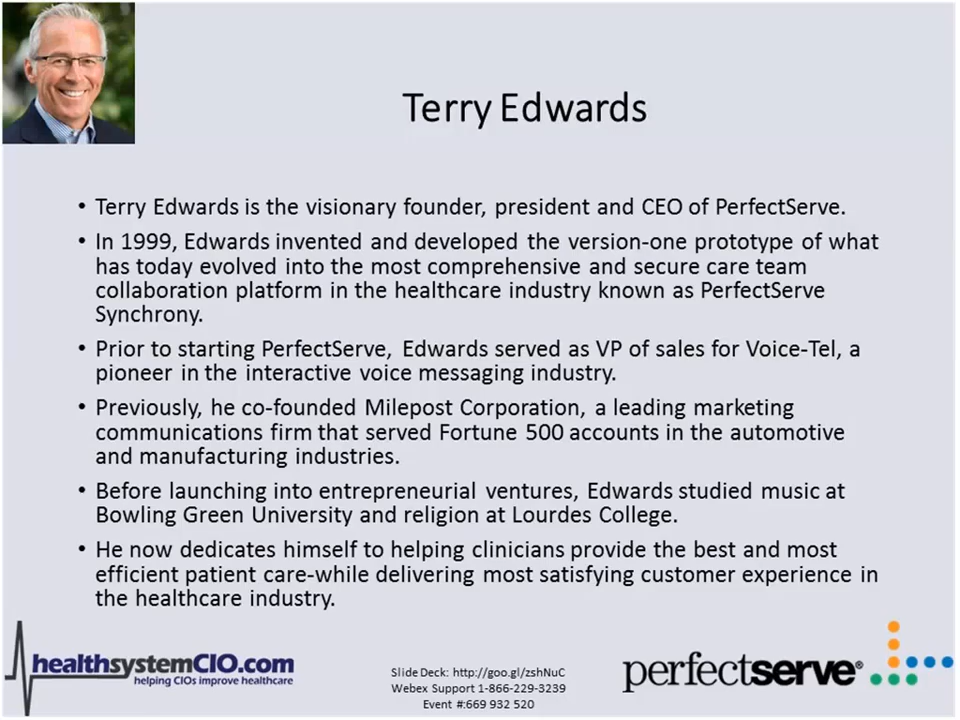 Terry Edwards
• Terry Edwards is the visionary founder, president and CEO of PerfectServe.
• In 1999, Edwards invented and developed the version-one prototype of what
has today evolved into the most comprehensive and secure care team
collaboration platform in the healthcare industry known as PerfectServe
Synchrony.
• Prior to starting PerfectServe, Edwards served as VP of sales for Voice-Tel, a
pioneer in the interactive voice messaging industry.
• Previously, he co-founded Milepost Corporation, a leading marketing
communications firm that served Fortune 500 accounts in the automotive
and manufacturing industries.
• Before launching into entrepreneurial ventures, Edwards studied music at
Bowling Green University and religion at Lourdes College.
• He now dedicates himself to helping clinicians provide the best and most
efficient patient care-while delivering most satisfying customer experience in
the healthcare industry.
healthsystemCIO.com
helping CIOs improve healthcare
Slide Deck: http://goo.gl/zshNuC
Webex Support 1-866-229-3239
Event #:669 932 520
perfectserve®